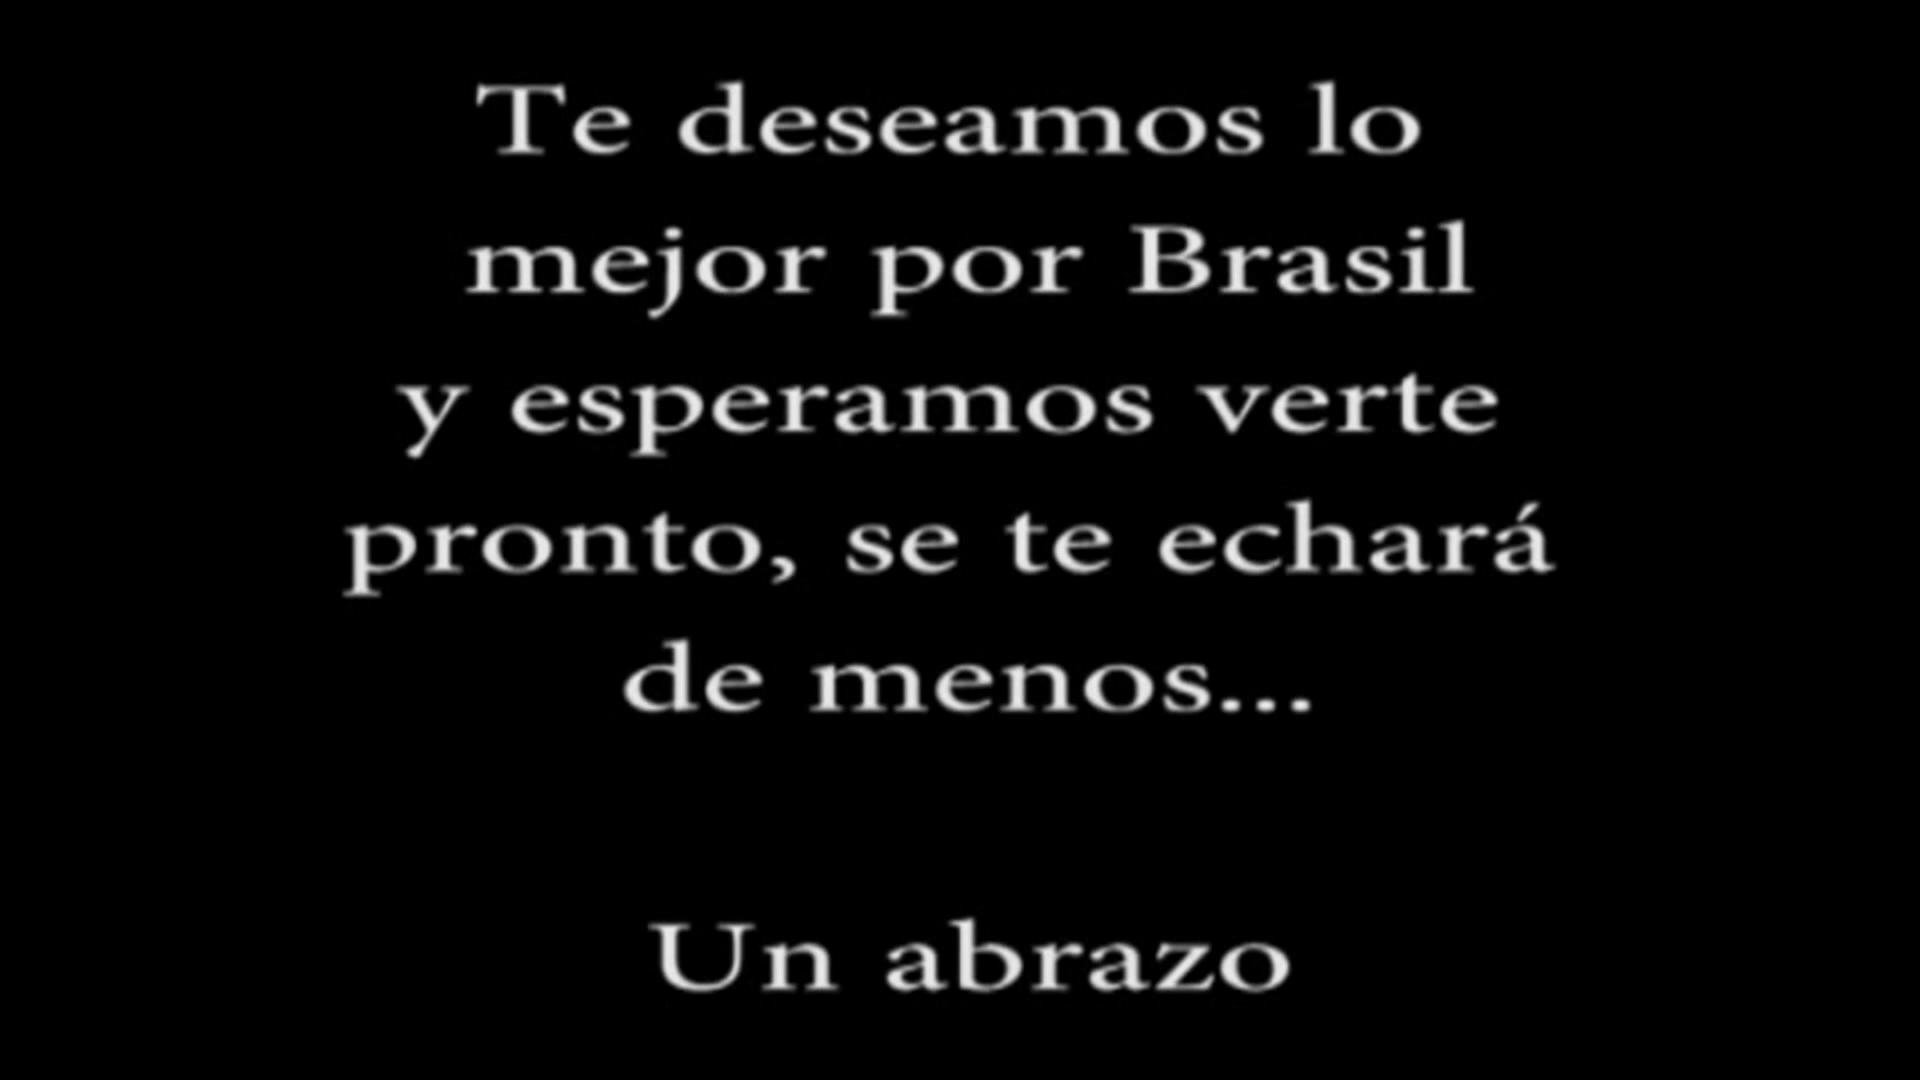 Te deseamos lo
mejor por Brasil
y esperamos verte
pronto, se te echará
de menos...
Un abrazo